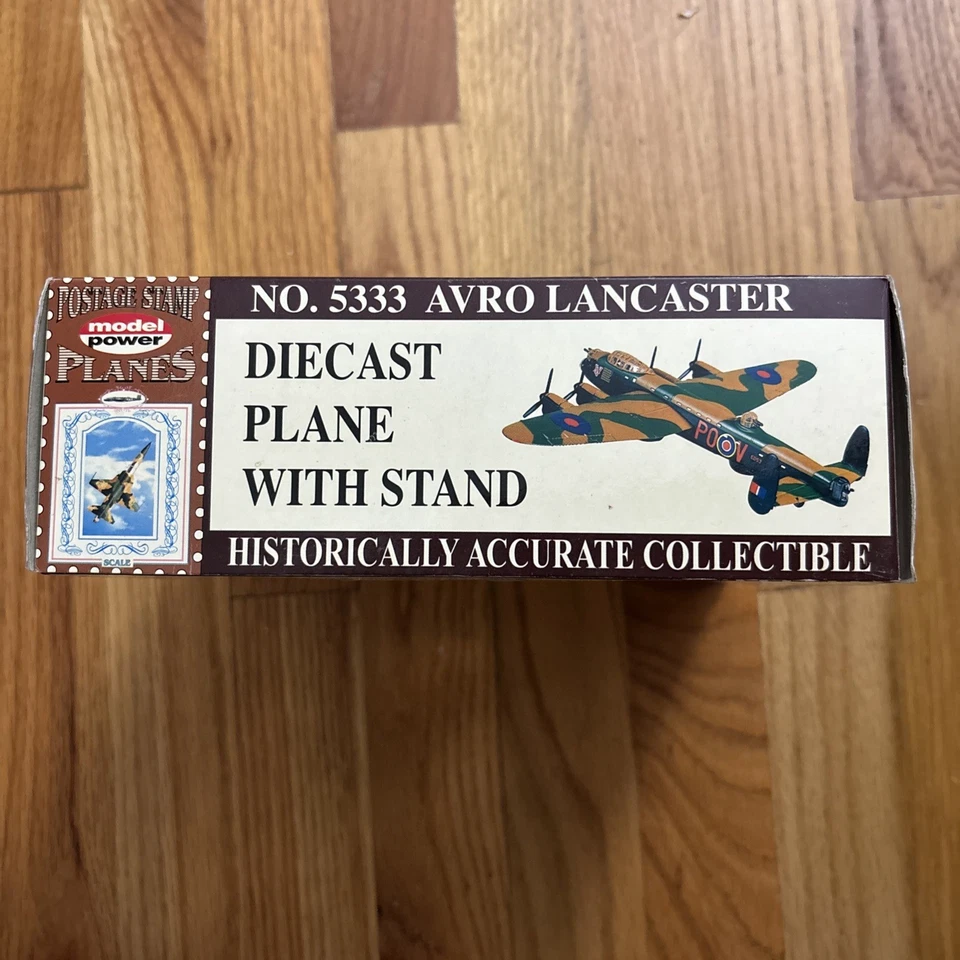 POSTAGE STAMP
model
power
PLANES
SCALE
NO. 5333 AVRO LANCASTER
DIECAST
PLANE
WITH STAND
PO V
HISTORICALLY ACCURATE COLLECTIBLE